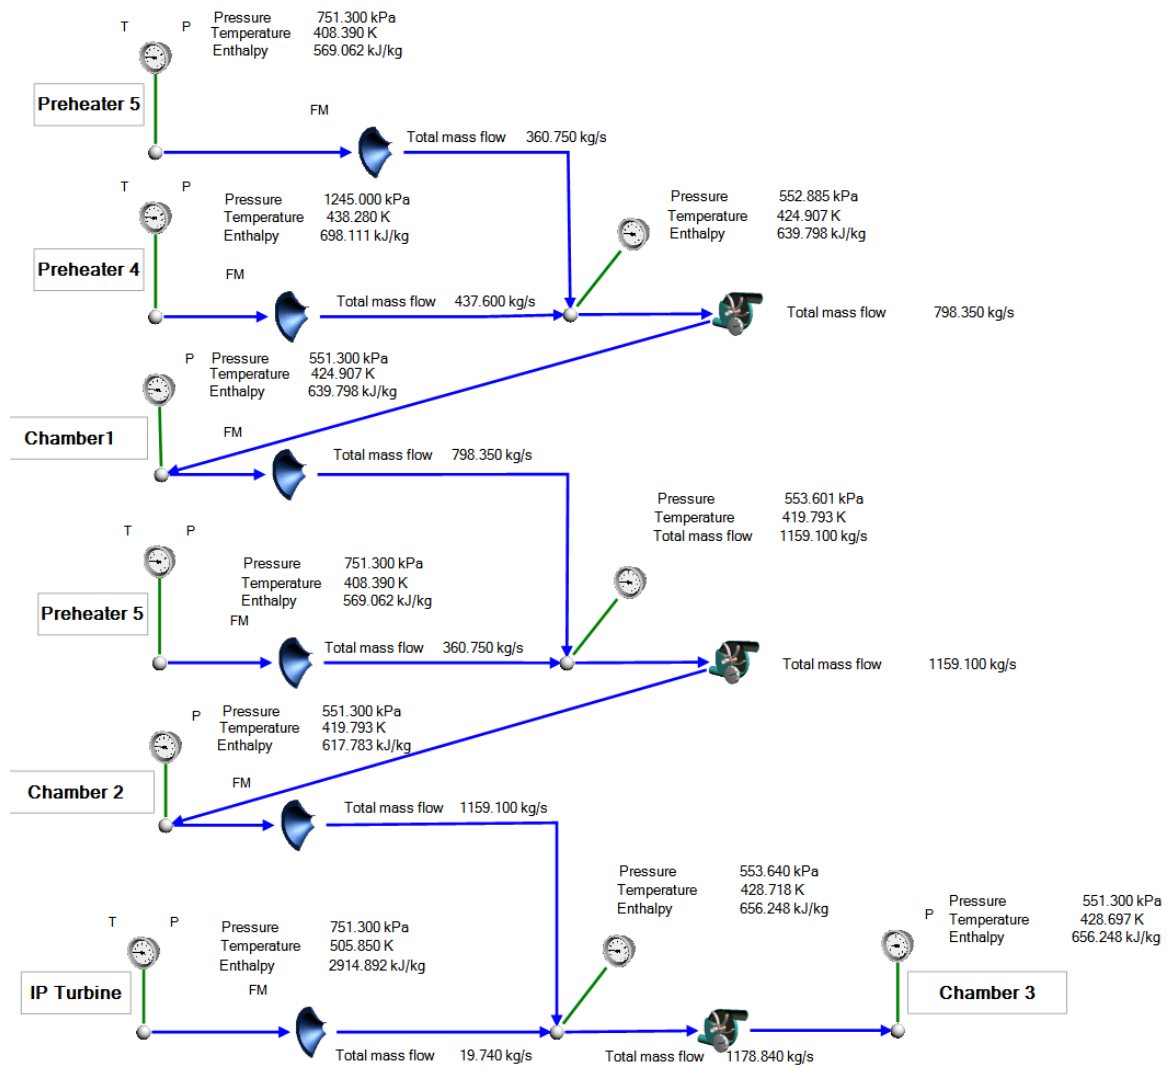 T P Pressure 751.300 kPa
Temperature 408.390 K
Enthalpy 569.062 kJ/kg
Preheater 5
FM
Total mass flow 360.750 kg/s
T P Pressure 1245.000 kPa
Temperature 438.280 K
Enthalpy 698.111 kJ/kg
Pressure 552.885 kPa
Temperature 424.907 K
Enthalpy 639.798 kJ/kg
Preheater 4
FM
Total mass flow 437.600 kg/s
Total mass flow 798.350 kg/s
P Pressure 551.300 kPa
Temperature 424.907 K
Enthalpy 639.798 kJ/kg
Chamber1
FM
Total mass flow 798.350 kg/s
Pressure 553.601 kPa
Temperature 419.793 K
Total mass flow 1159.100 kg/s
T P
Pressure 751.300 kPa
Temperature 408.390 K
Enthalpy 569.062 kJ/kg
Preheater 5
FM
Total mass flow 360.750 kg/s
Total mass flow 1159.100 kg/s
P Pressure 551.300 kPa
Temperature 419.793 K
Enthalpy 617.783 kJ/kg
Chamber 2
FM
Total mass flow 1159.100 kg/s
Pressure 553.640 kPa
Temperature 428.718 K
Enthalpy 656.248 kJ/kg
P Pressure 551.300 kPa
Temperature 428.697 K
Enthalpy 656.248 kJ/kg
T P Pressure 751.300 kPa
Temperature 505.850 K
Enthalpy 2914.892 kJ/kg
IP Turbine
FM
Chamber 3
Total mass flow 19.740 kg/s
Total mass flow 1178.840 kg/s